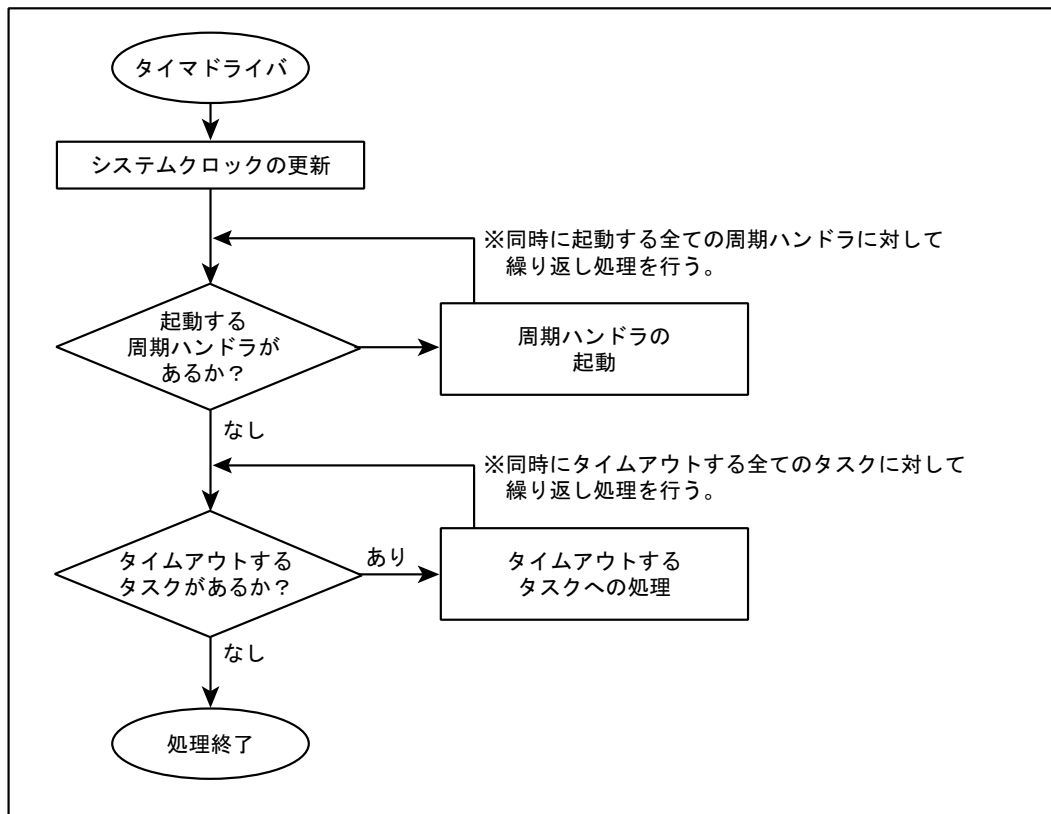 タイマドライバ
システムクロックの更新
※同時に起動する全ての周期ハンドラに対して
繰り返し処理を行う。
起動する
周期ハンドラが
あるか？
周期ハンドラの
起動
なし
※同時にタイムアウトする全てのタスクに対して
繰り返し処理を行う。
タイムアウトする
タスクがあるか？
あり
タイムアウトする
タスクへの処理
なし
処理終了